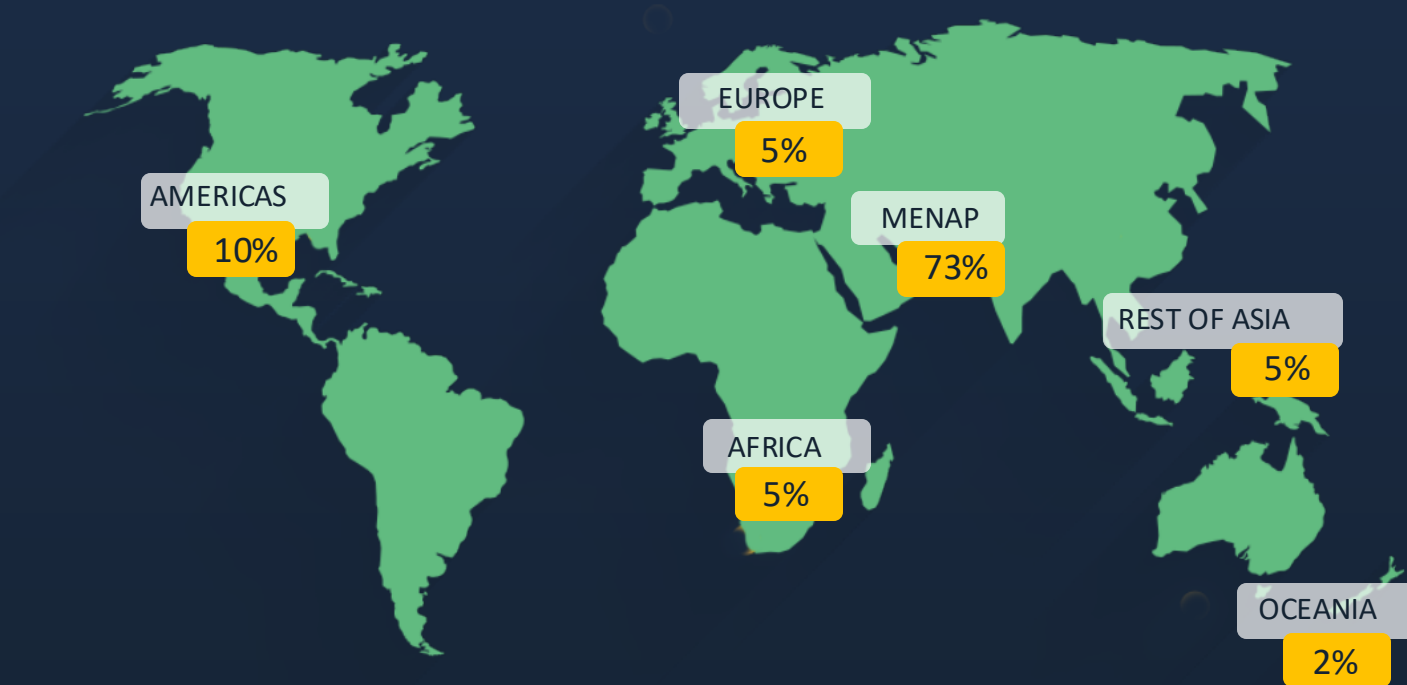 EUROPE
5%
AMERICAS
10%
MENAP
73%
REST OF ASIA
5%
AFRICA
5%
OCEANIA
2%